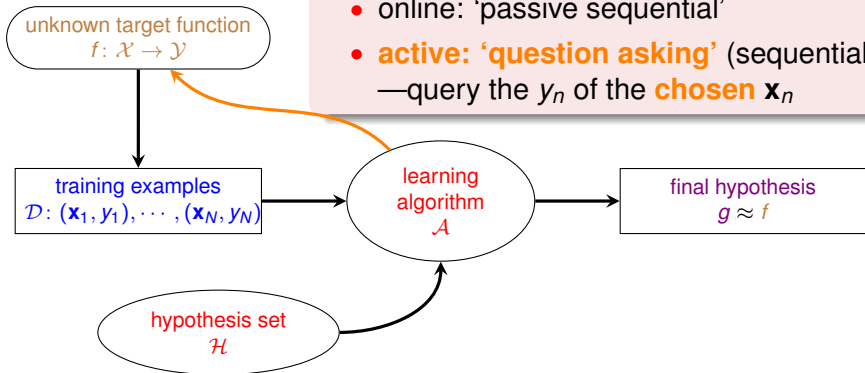 • online: ‘passive sequential’
• active: ‘question asking’ (sequential
—query the yₙ of the chosen xₙ
unknown target function
f : 𝒳 → 𝒴
training examples
𝒟 : (x₁, y₁), ⋯ , (x_N, y_N)
learning
algorithm
𝒜
final hypothesis
g ≈ f
hypothesis set
ℋ